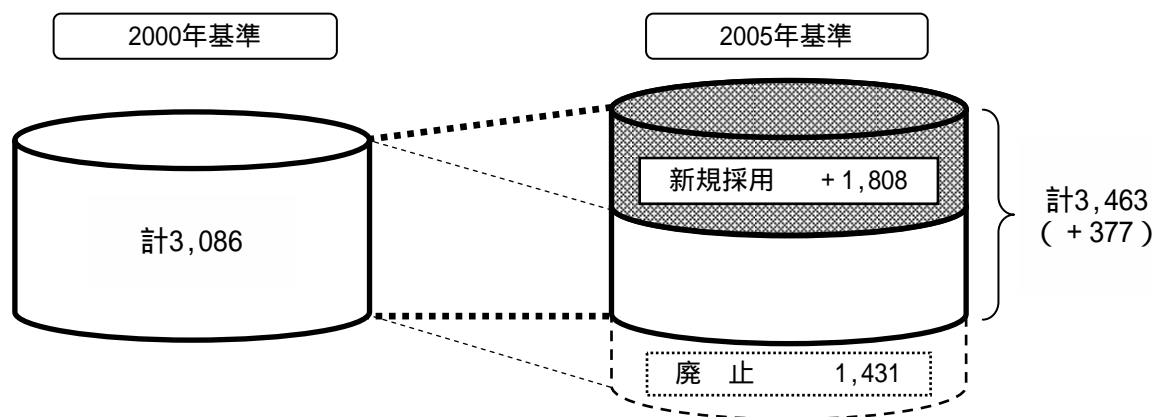 2000年基準
2005年基準
計3,086
新規採用 +1,808
計3,463
( +377 )
廃 止 1,431